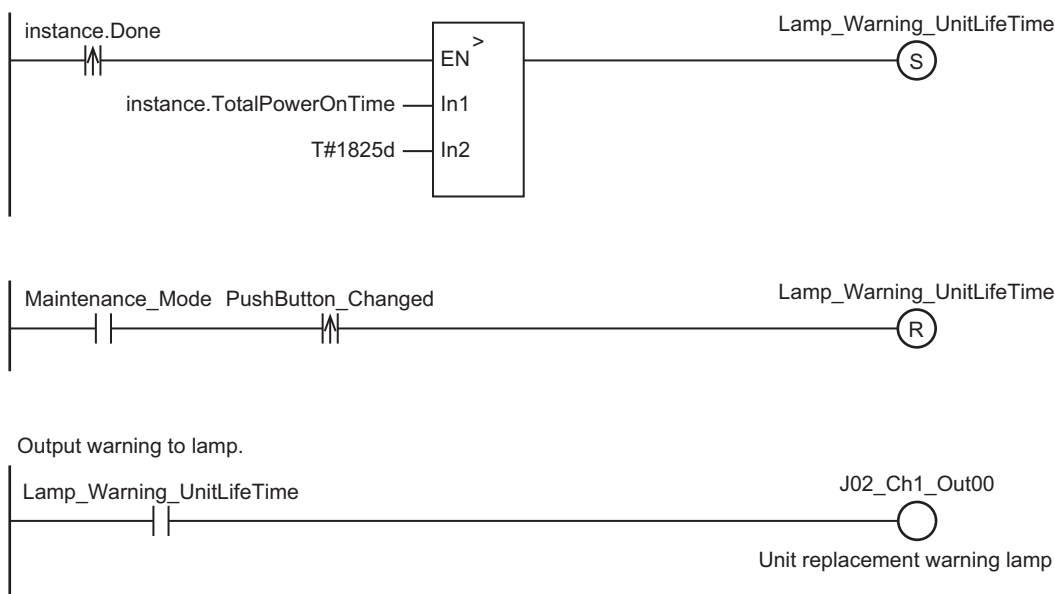 instance.Done
Lamp_Warning_UnitLifeTime
EN
>
S
instance.TotalPowerOnTime
In1
T#1825d
In2
Maintenance_Mode
PushButton_Changed
Lamp_Warning_UnitLifeTime
R
Output warning to lamp.
Lamp_Warning_UnitLifeTime
J02_Ch1_Out00
Unit replacement warning lamp